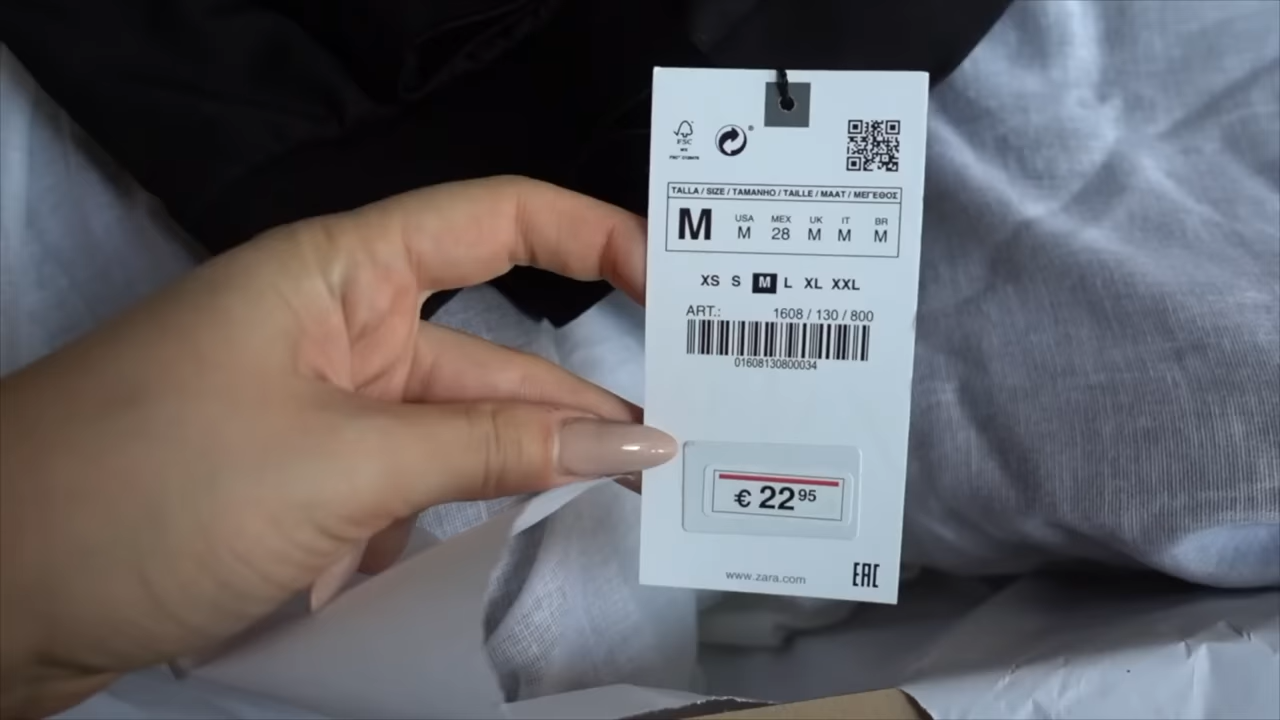 FSC
TALLA / SIZE / TAMANHO / TAILLE / MAAT / ΜΕΓΕΘΟΣ
M USA M MEX 28 UK M IT M BR M
XS S M L XL XXL
ART.: 1608 / 130 / 800
01608130800034
€ 22 95
www.zara.com
EAC